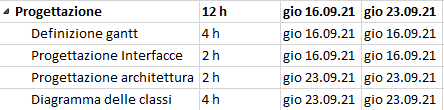 Progettazione 12 h gio 16.09.21 gio 23.09.21
Definizione gantt 4 h gio 16.09.21 gio 16.09.21
Progettazione Interfacce 2 h gio 16.09.21 gio 16.09.21
Progettazione architettura 2 h gio 23.09.21 gio 23.09.21
Diagramma delle classi 4 h gio 23.09.21 gio 23.09.21